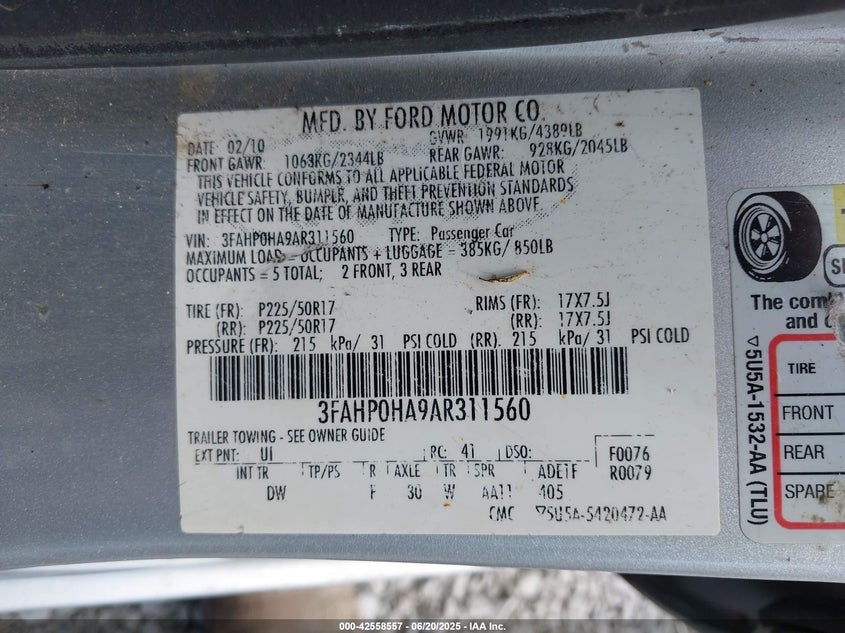 MFD. BY FORD MOTOR CO.
DATE 02/10 GVWR 1991KG/4389LB
FRONT GAWR: 1063KG/2344LB REAR GAWR: 928KG/2045LB
THIS VEHICLE CONFORMS TO ALL APPLICABLE FEDERAL MOTOR
VEHICLE SAFETY, BUMPER, AND THEFT PREVENTION STANDARDS
IN EFFECT ON THE DATE OF MANUFACTURE SHOWN ABOVE.
VIN: 3FAHP0HA9AR311560 TYPE: Passenger Car
MAXIMUM LOAD = OCCUPANTS + LUGGAGE = 385KG/ 850LB
OCCUPANTS = 5 TOTAL; 2 FRONT, 3 REAR
TIRE (FR): P225/50R17 RIMS (FR): 17X7.5J
(RR): P225/50R17 (RR): 17X7.5J
PRESSURE (FR): 215 kPa/ 31 PSI COLD (RR). 215 kPa/ 31 PSI COLD
3FAHP0HA9AR311560
TRAILER TOWING - SEE OWNER GUIDE
EXT PNT: UI RC: 41 DSO: F0076
INT TR TP/PS R AXLE TR SPR R0079
DW F 30 W AA11 405
CMC ▽5U5A-5420472-AA
The comb
and c
TIRE
FRONT
REAR
SPARE
▽5U5A-1532-AA (TLU)
000-42558557 - 06/20/2025 - IAA Inc.